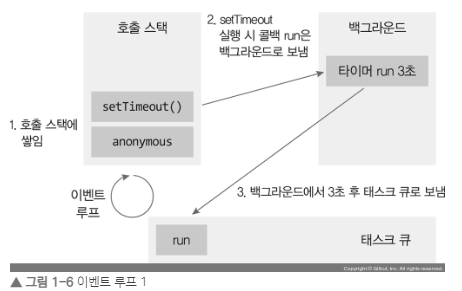 호출 스택
2. setTimeout
실행 시 콜백 run은
백그라운드로 보냄
백그라운드
타이머 run 3초
setTimeout()
1. 호출 스택에
쌓임
anonymous
3. 백그라운드에서 3초 후 태스크 큐로 보냄
이벤트
루프
run
태스크 큐
Copyright © Gilbut, Inc. All rights reserved.
▲ 그림 1-6 이벤트 루프 1